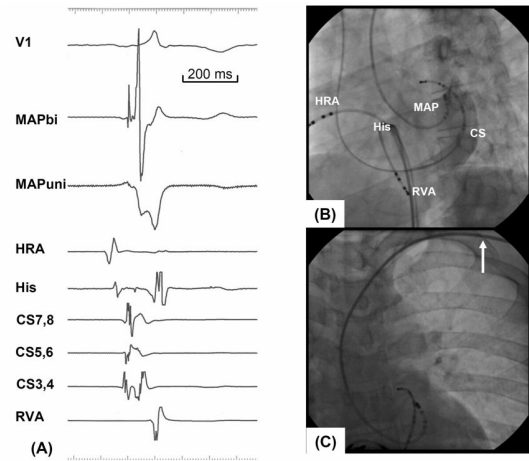 V1
200 ms
MAPbi
MAPuni
HRA
His
CS7,8
CS5,6
CS3,4
RVA
(A)
HRA
MAP
His
CS
RVA
(B)
(C)